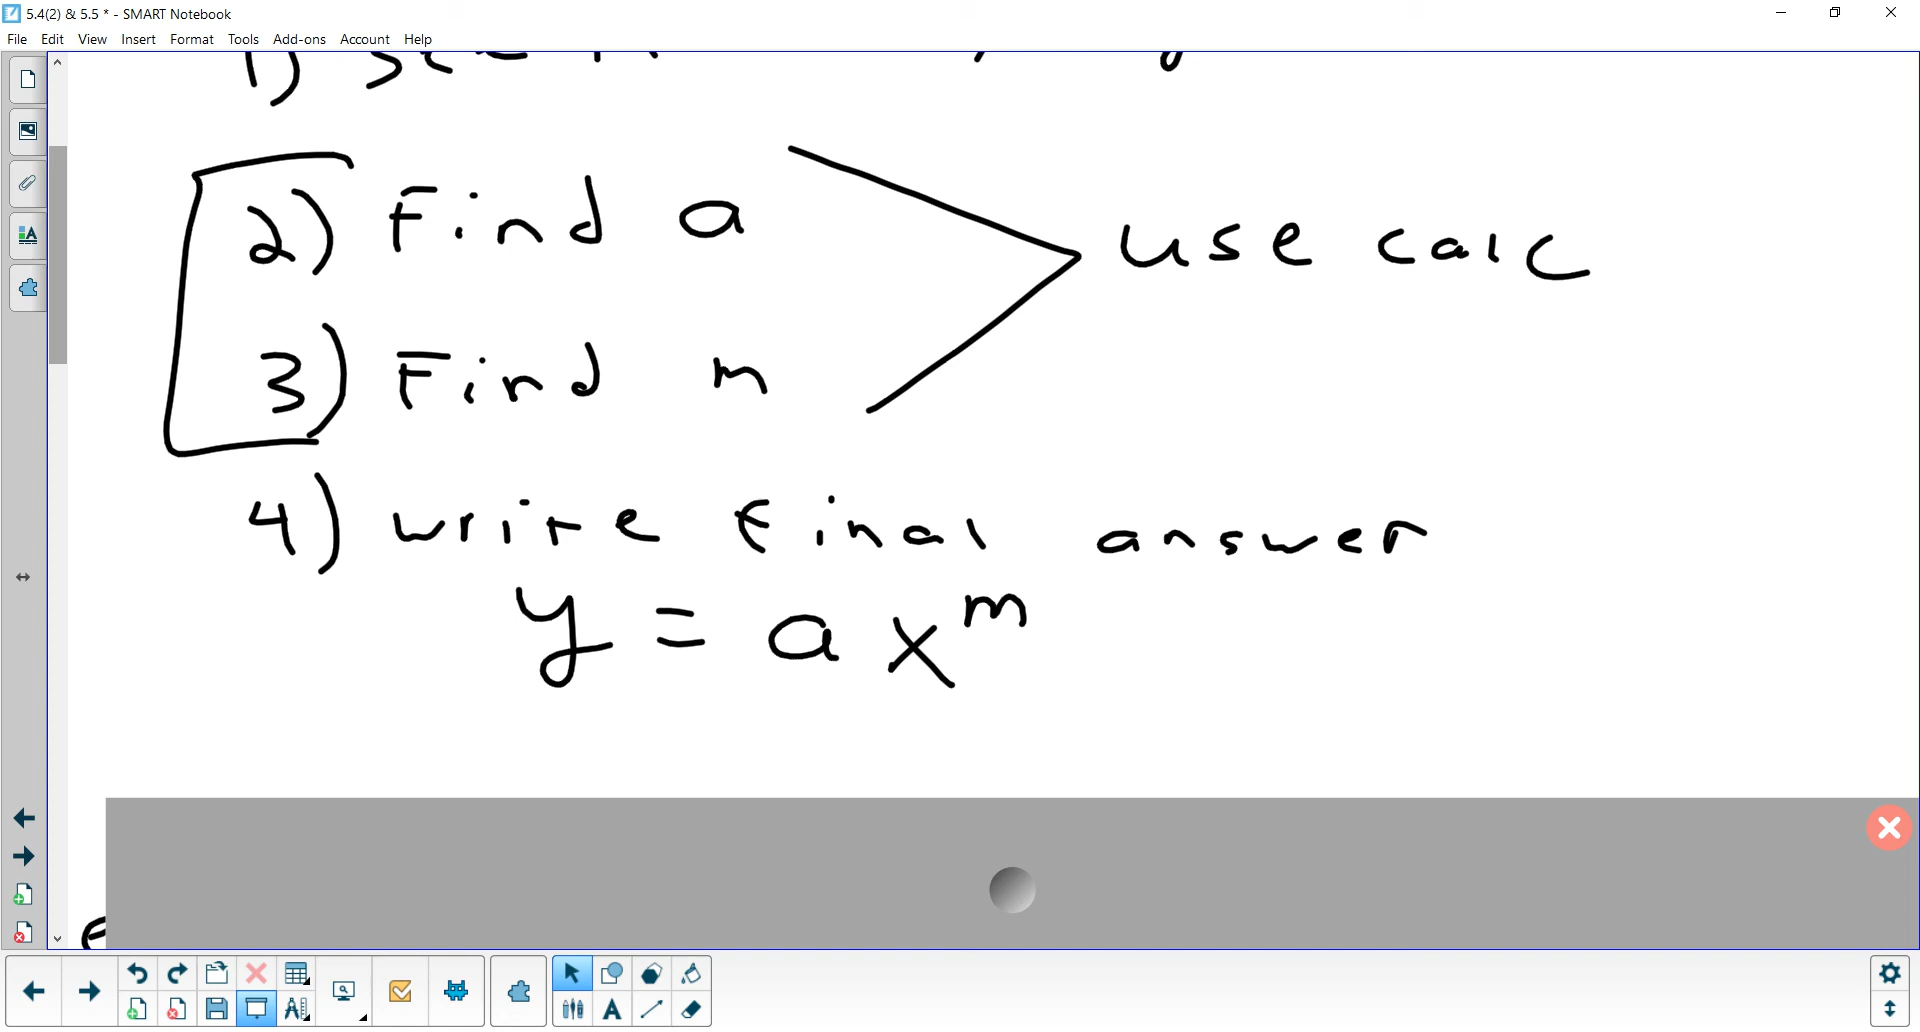 5.4(2) & 5.5 * - SMART Notebook
File Edit View Insert Format Tools Add-ons Account Help
1)
2) Find a
use calc
3) Find m
4) write final answer
y = a x^m